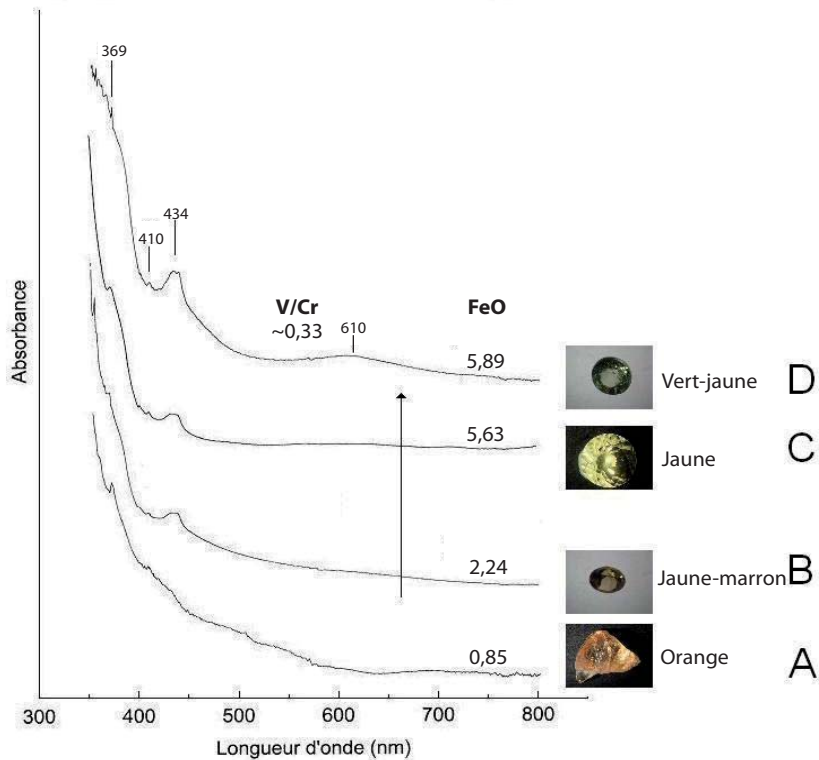 369
434
410
V/Cr
~0,33
610
FeO
5,89
Vert-jaune
D
5,63
Jaune
C
2,24
Jaune-marron
B
0,85
Orange
A
Absorbance
300
400
500
600
700
800
Longueur d'onde (nm)